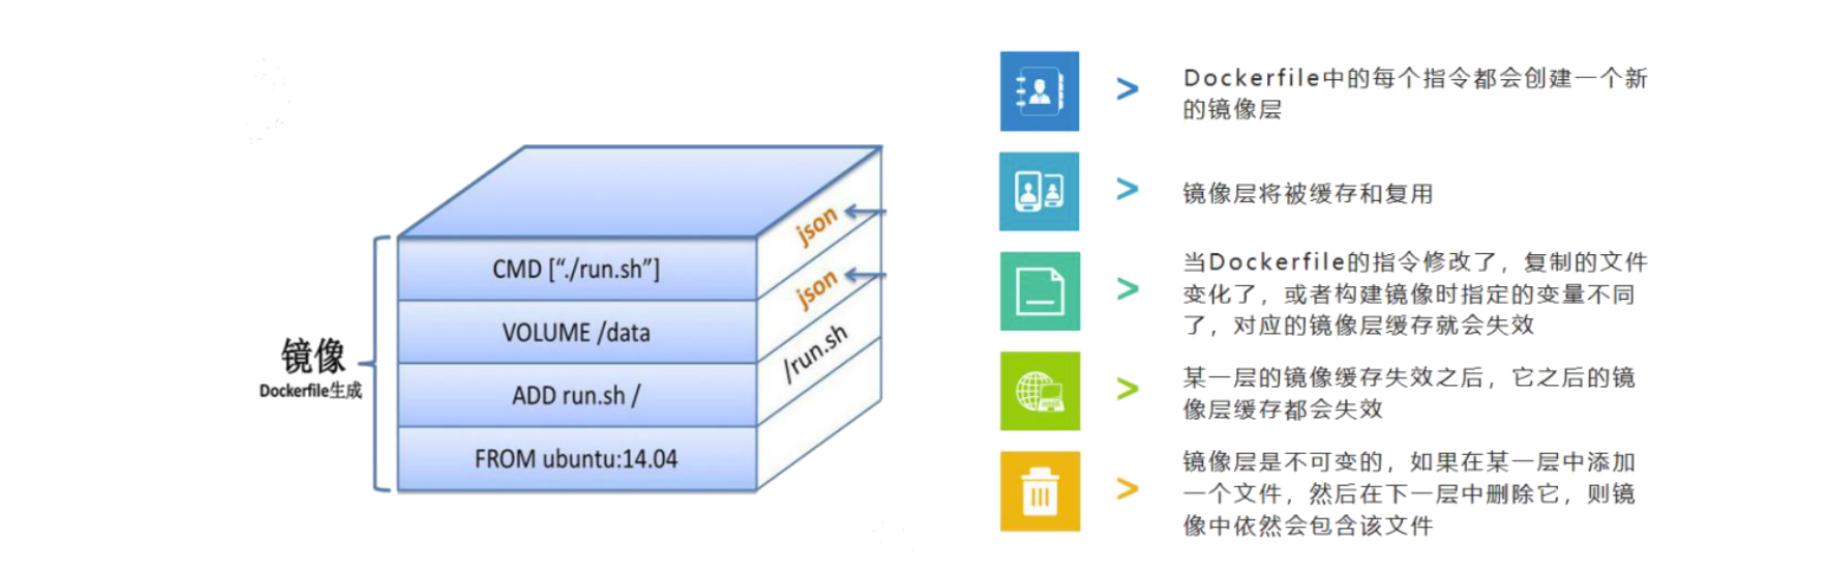 CMD [“./run.sh”]
VOLUME /data
ADD run.sh /
FROM ubuntu:14.04
json
json
/run.sh
镜像
Dockerfile生成
Dockerfile中的每个指令都会创建一个新
的镜像层
镜像层将被缓存和复用
当Dockerfile的指令修改了，复制的文件
变化了，或者构建镜像时指定的变量不同
了，对应的镜像层缓存就会失效
某一层的镜像缓存失效之后，它之后的镜
像层缓存都会失效
镜像层是不可变的，如果在某一层中添加
一个文件，然后在下一层中删除它，则镜
像中依然会包含该文件